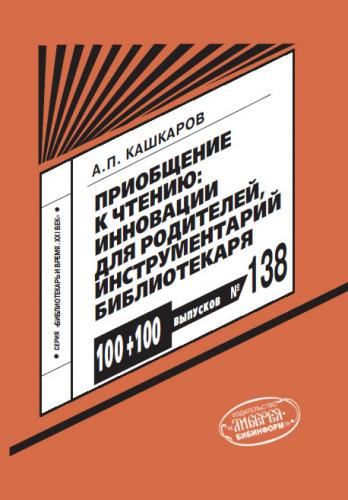 А.П. КАШКАРОВ
ПРИОБЩЕНИЕ
К ЧТЕНИЮ:
ИННОВАЦИИ
ДЛЯ РОДИТЕЛЕЙ,
ИНСТРУМЕНТАРИЙ
БИБЛИОТЕКАРЯ
100+100
ВЫПУСКОВ
№ 138
• СЕРИЯ «БИБЛИОТЕКАРЬ И ВРЕМЯ. XXI ВЕК» •
ИЗДАТЕЛЬСТВО
«ЛИБЕРЕЯ-
БИБИНФОРМ»